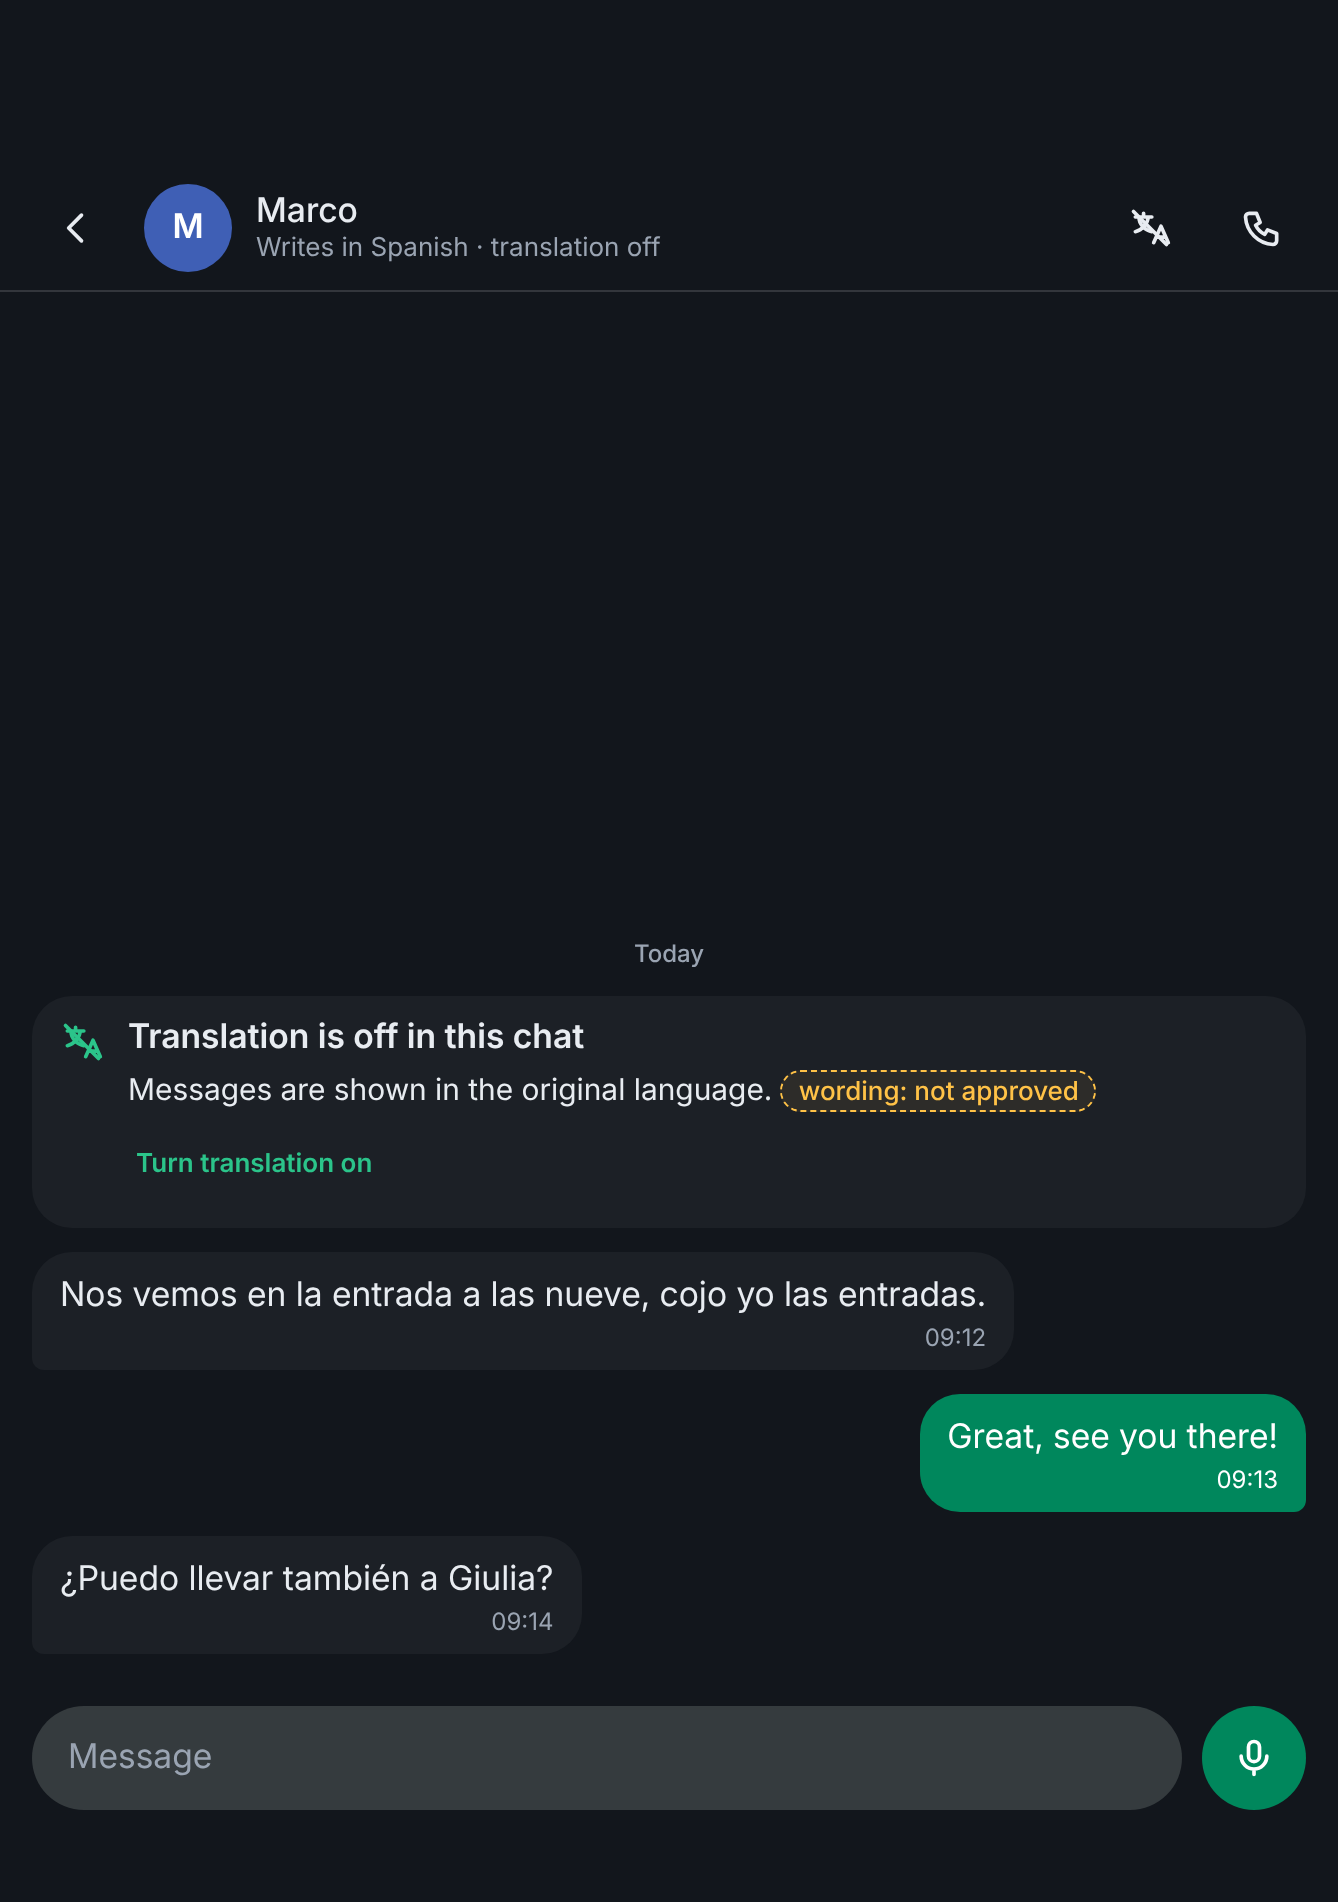 M
Marco
Writes in Spanish · translation off
Today
Translation is off in this chat
Messages are shown in the original language. wording: not approved
Turn translation on
Nos vemos en la entrada a las nueve, cojo yo las entradas.
09:12
Great, see you there!
09:13
¿Puedo llevar también a Giulia?
09:14
Message